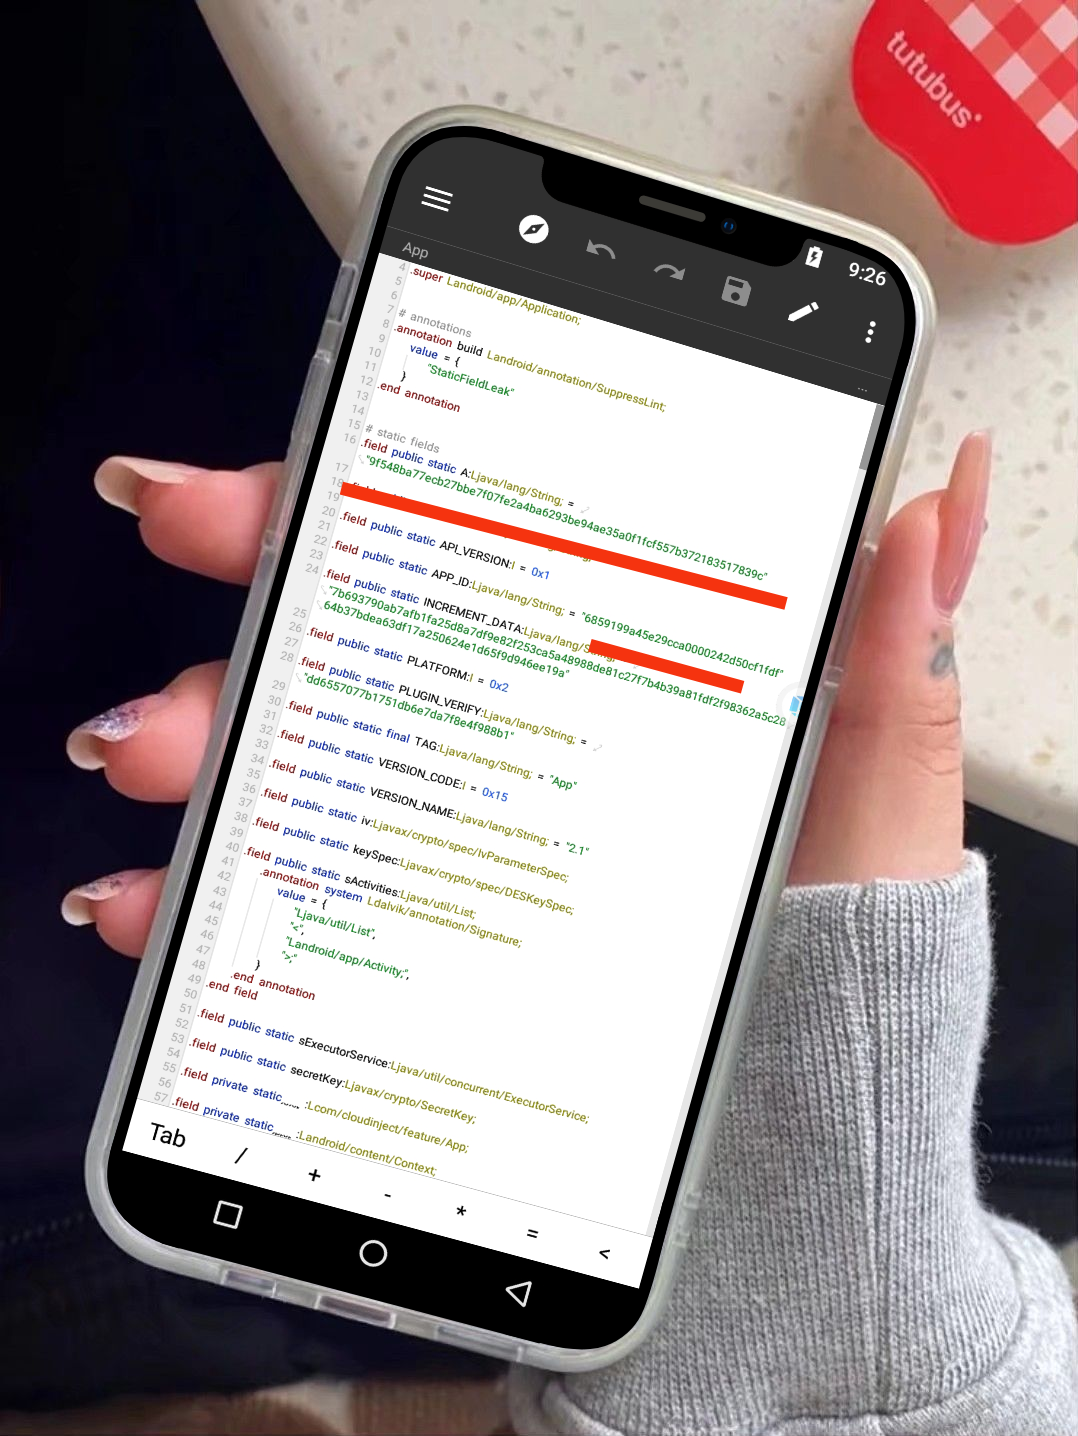 tutubus
9:26
App
4 .super Landroid/app/Application;
5
6
7 # annotations
8 .annotation build Landroid/annotation/SuppressLint;
9 value = {
10 "StaticFieldLeak"
11 }
12 .end annotation
13
14
15 # static fields
16 .field public static A:Ljava/lang/String; =
"9f548ba77ecb27bbe7f07fe2a4ba6293be94ae35a0f1fcf557b372183517839c"
17
18
19
20 .field public static API_VERSION:I = 0x1
21
22 .field public static APP_ID:Ljava/lang/String; = "6859199a45e29cca0000242d50cf1fdf"
23
24 .field public static INCREMENT_DATA:Ljava/lang/String;
"7b693790ab7afb1fa25d8a7df9e82f253ca5a48988de81c27f7b4b39a81fdf2f98362a5c28
64b37bdea63df17a250624e1d65f9d946ee19a"
25
26 .field public static PLATFORM:I = 0x2
27
28 .field public static PLUGIN_VERIFY:Ljava/lang/String; =
"dd6557077b1751db6e7da7f8e4f988b1"
29
30 .field public static final TAG:Ljava/lang/String; = "App"
31
32 .field public static VERSION_CODE:I = 0x15
33
34 .field public static VERSION_NAME:Ljava/lang/String; = "2.1"
35
36 .field public static iv:Ljavax/crypto/spec/IvParameterSpec;
37
38 .field public static keySpec:Ljavax/crypto/spec/DESKeySpec;
39
40 .field public static sActivities:Ljava/util/List;
41 .annotation system Ldalvik/annotation/Signature;
42 value = {
43 "Ljava/util/List",
44 "<",
45 "Landroid/app/Activity;",
46 ">;"
47 }
48 .end annotation
49 .end field
50
51 .field public static sExecutorService:Ljava/util/concurrent/ExecutorService;
52
53 .field public static secretKey:Ljavax/crypto/SecretKey;
54
55 .field private static :Lcom/cloudinject/feature/App;
56
57 .field private static :Landroid/content/Context;
Tab / + - * = <